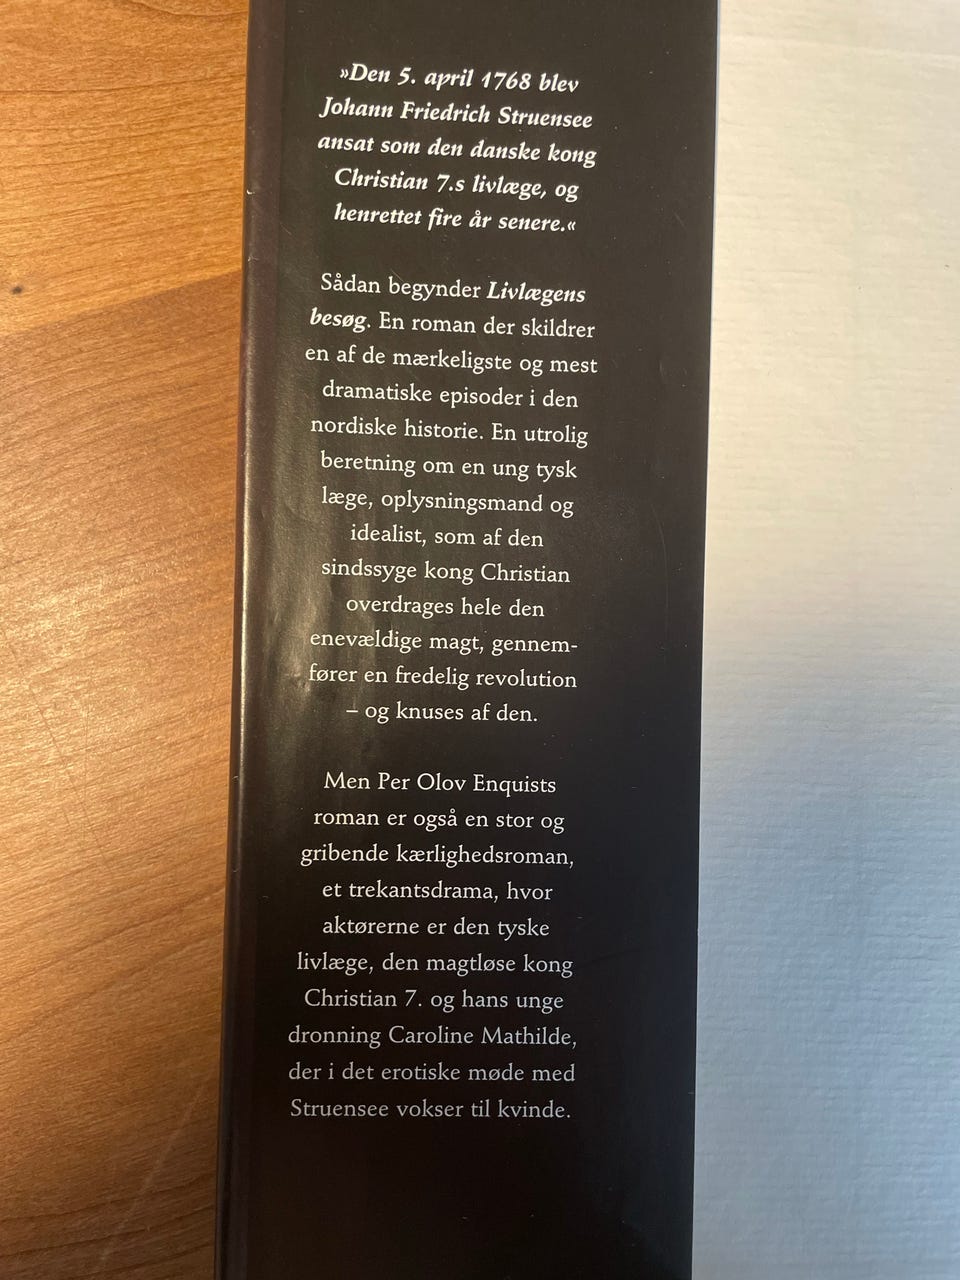 »Den 5. april 1768 blev
Johann Friedrich Struensee
ansat som den danske kong
Christian 7.s livlæge, og
henrettet fire år senere.«
Sådan begynder Livlægens
besøg. En roman der skildrer
en af de mærkeligste og mest
dramatiske episoder i den
nordiske historie. En utrolig
beretning om en ung tysk
læge, oplysningsmand og
idealist, som af den
sindssyge kong Christian
overdrages hele den
enevældige magt, gennem-
fører en fredelig revolution
– og knuses af den.
Men Per Olov Enquists
roman er også en stor og
gribende kærlighedsroman,
et trekantsdrama, hvor
aktørerne er den tyske
livlæge, den magtløse kong
Christian 7. og hans unge
dronning Caroline Mathilde,
der i det erotiske møde med
Struensee vokser til kvinde.